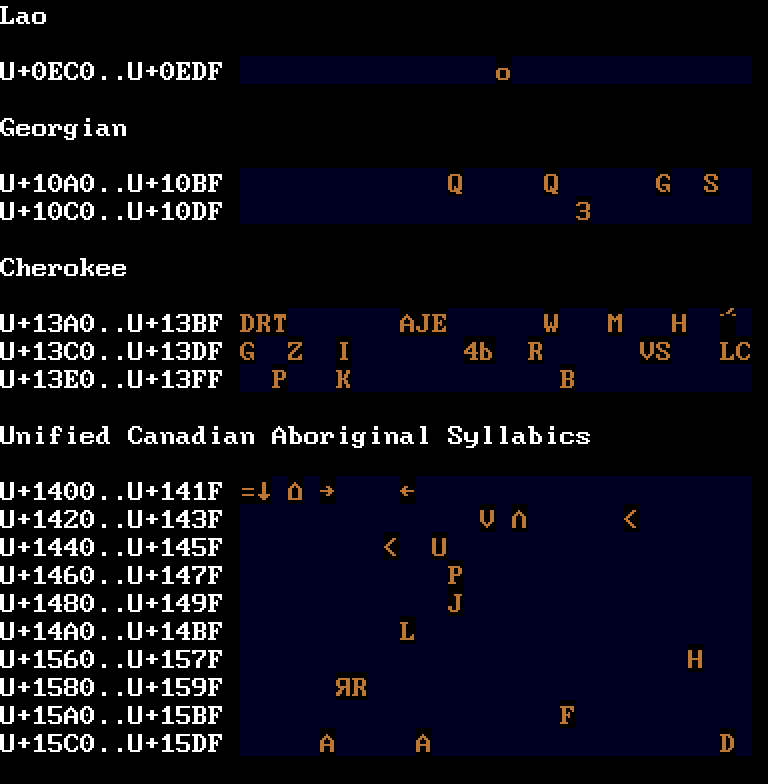 Lao
U+0EC0..U+0EDF o
Georgian
U+10A0..U+10BF Q Q G S
U+10C0..U+10DF 3
Cherokee
U+13A0..U+13BF DRT AJE W M H
U+13C0..U+13DF G Z I 4b R VS LC
U+13E0..U+13FF P K B
Unified Canadian Aboriginal Syllabics
U+1400..U+141F =↓ ⌂ → ←
U+1420..U+143F V ∩ <
U+1440..U+145F < U
U+1460..U+147F P
U+1480..U+149F J
U+14A0..U+14BF L
U+1560..U+157F H
U+1580..U+159F ЯR
U+15A0..U+15BF F
U+15C0..U+15DF A A D